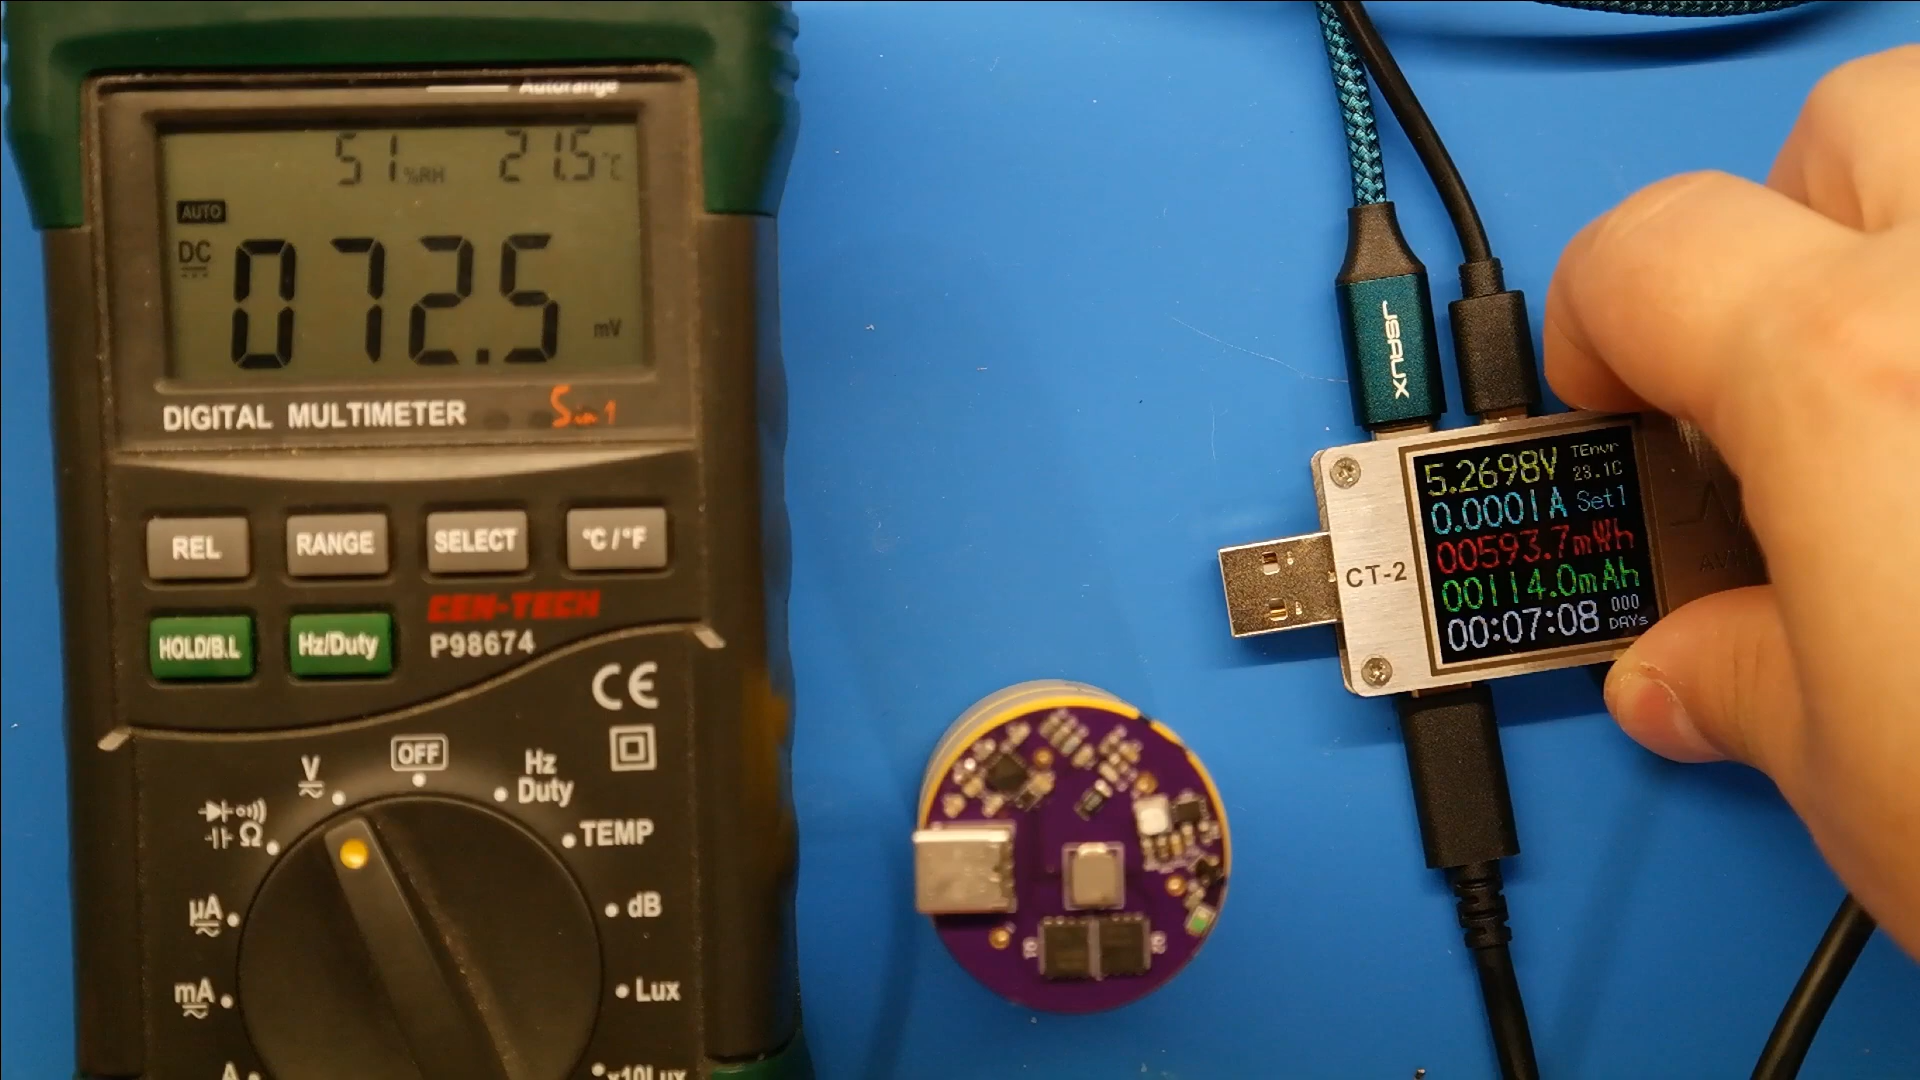 Autorange
51 %RH 21.5 °C
AUTO
DC
072.5 mV
DIGITAL MULTIMETER 5 in 1
REL RANGE SELECT °C / °F
CEN-TECH
HOLD/B.L Hz/Duty P98674
CE
OFF
V
Hz
Duty
Ω
TEMP
µA
dB
mA
Lux
A
x10Lux
JSAUX
CT-2
5.2698V TEnvr
23.1C
0.0001A Set1
00593.7mWh
00114.0mAh
00:07:08 000
DAYs